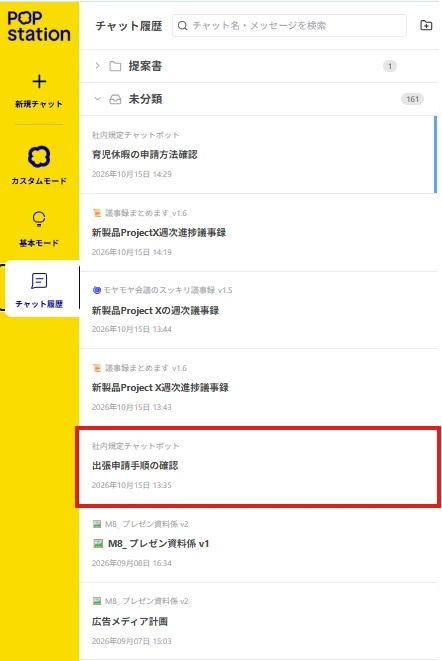 POP
station
チャット履歴
チャット名・メッセージを検索
提案書
1
未分類
161
新規チャット
カスタムモード
基本モード
チャット履歴
社内規定チャットボット
育児休暇の申請方法確認
2026年10月15日 14:29
議事録まとめます_v1.6
新製品ProjectX週次進捗議事録
2026年10月15日 14:19
モヤモヤ会議のスッキリ議事録_v1.5
新製品Project Xの週次議事録
2026年10月15日 13:44
議事録まとめます_v1.6
新製品Project X週次進捗議事録
2026年10月15日 13:43
社内規定チャットボット
出張申請手順の確認
2026年10月15日 13:35
M8_ プレゼン資料係 v2
M8_ プレゼン資料係 v1
2026年09月08日 16:34
M8_ プレゼン資料係 v2
広告メディア計画
2026年09月07日 15:03